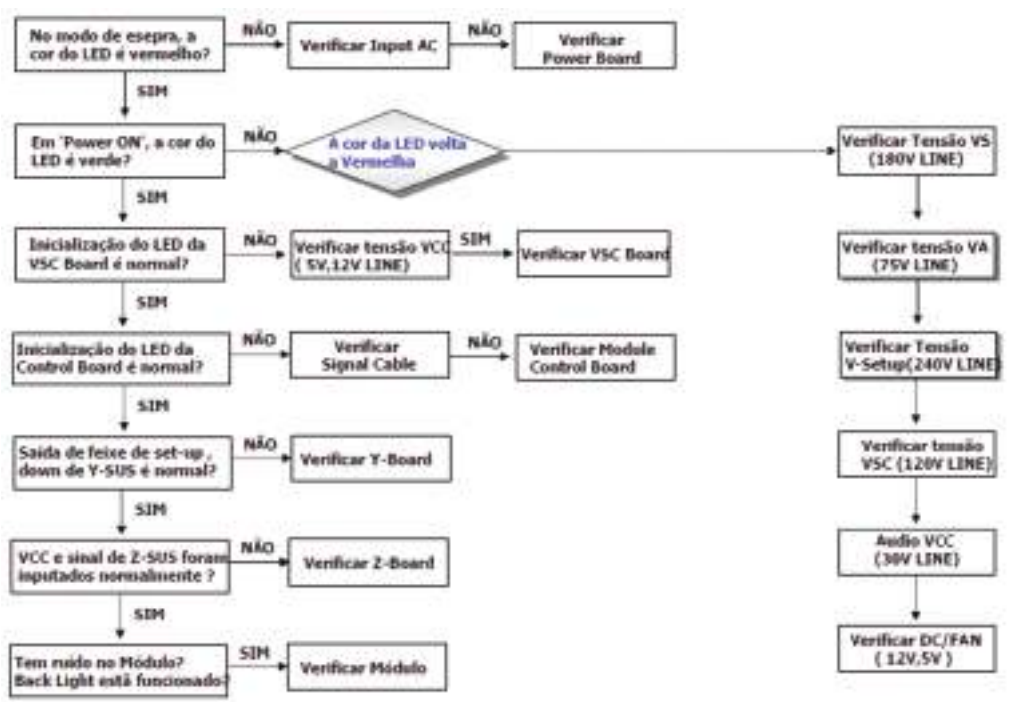 No modo de esepra, a
cor do LED é vermelho?
NÃO
Verificar Input AC
NÃO
Verificar
Power Board
SIM
Em 'Power ON', a cor do
LED é verde?
NÃO
A cor da LED volta
a Vermelha
Verificar Tensão VS
(180V LINE)
SIM
Inicialização do LED da
VSC Board é normal?
NÃO
Verificar tensão VCC
( 5V,12V LINE)
SIM
Verificar VSC Board
Verificar tensão VA
(75V LINE)
SIM
Inicialização do LED da
Control Board é normal?
NÃO
Verificar
Signal Cable
NÃO
Verificar Module
Control Board
Verificar Tensão
V-Setup(240V LINE)
SIM
Saída de feixe de set-up ,
down de Y-SUS é normal?
NÃO
Verificar Y-Board
Verificar tensão
VSC (120V LINE)
SIM
VCC e sinal de Z-SUS foram
inputados normalmente ?
NÃO
Verificar Z-Board
Audio VCC
(30V LINE)
SIM
Tem ruído no Módulo?
Back Light está funcionado?
SIM
Verificar Módulo
Verificar DC/FAN
( 12V,5V )